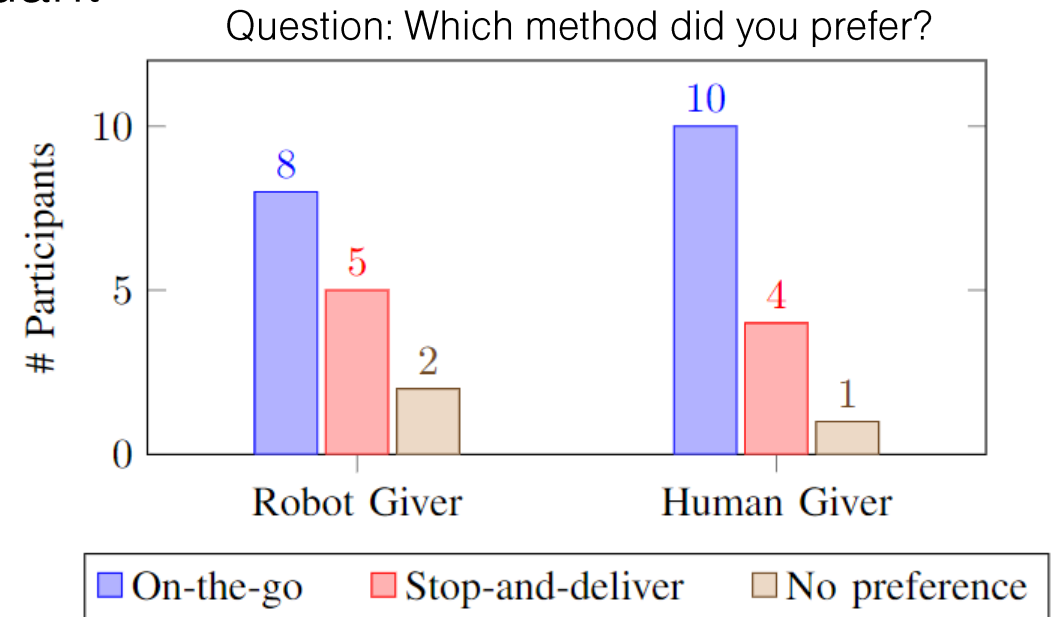 Question: Which method did you prefer?
# Participants
10
5
0
8
5
2
10
4
1
Robot Giver
Human Giver
On-the-go
Stop-and-deliver
No preference